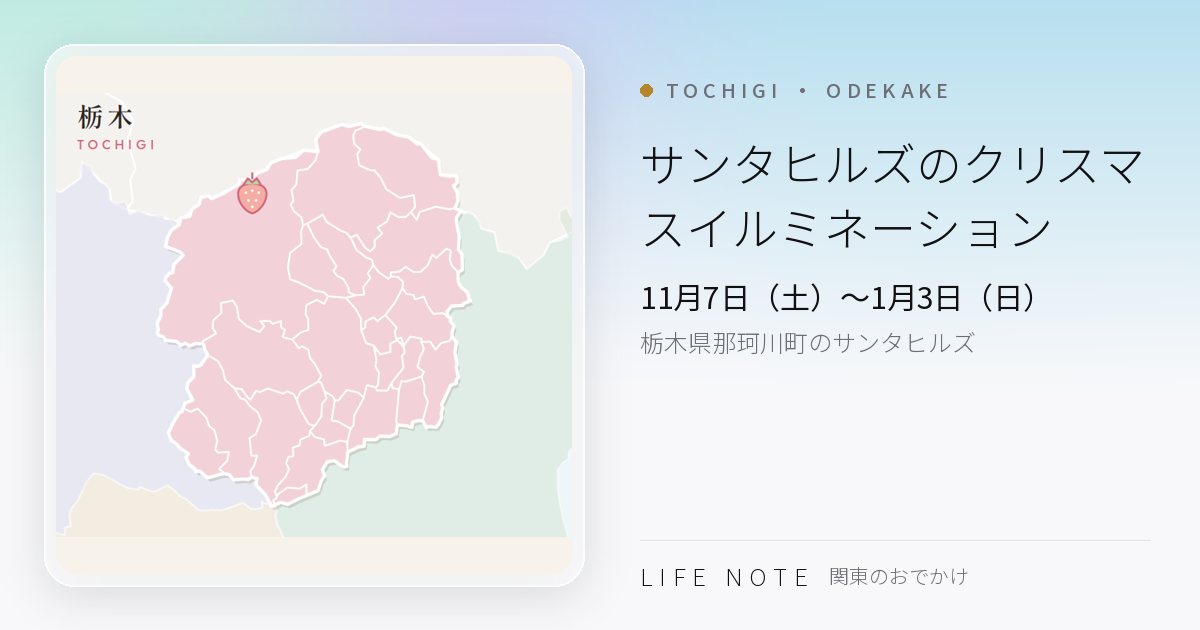 栃木
TOCHIGI
TOCHIGI • ODEKAKE
サンタヒルズのクリスマ
スイルミネーション
11月7日（土）〜1月3日（日）
栃木県那珂川町のサンタヒルズ
LIFE NOTE 関東のおでかけ